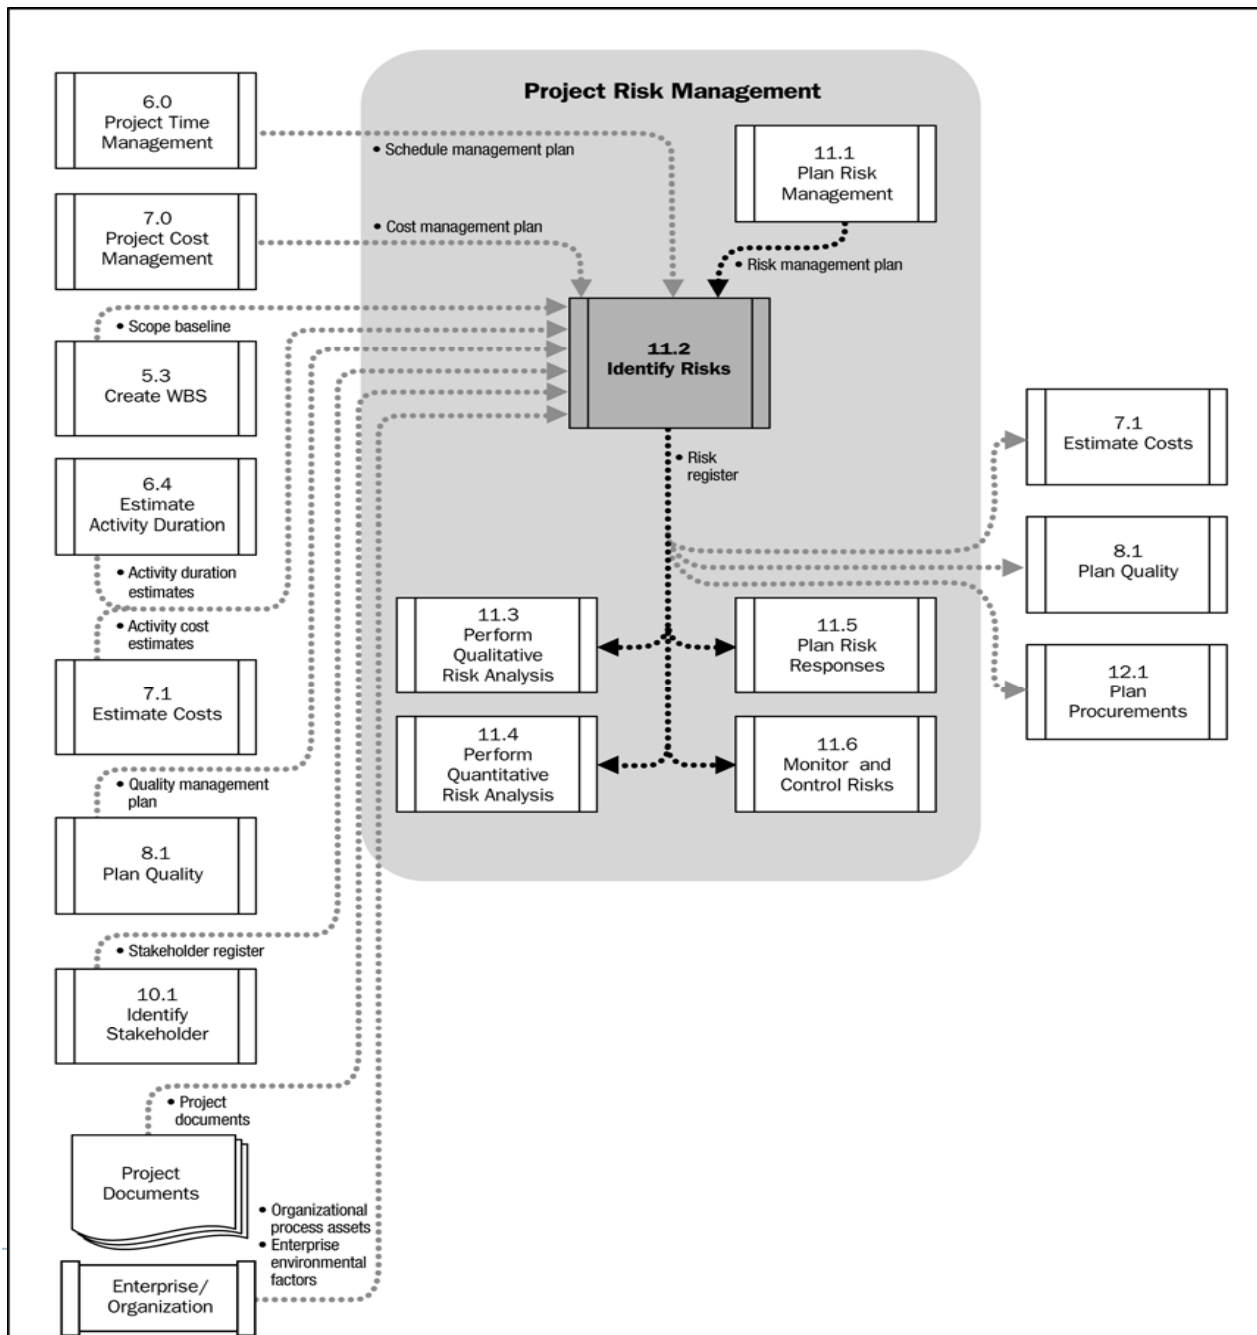 Project Risk Management
6.0
Project Time
Management
• Schedule management plan
11.1
Plan Risk
Management
7.0
Project Cost
Management
• Cost management plan
• Risk management plan
• Scope baseline
5.3
Create WBS
11.2
Identify Risks
6.4
Estimate
Activity Duration
• Risk
register
7.1
Estimate Costs
• Activity duration
estimates
8.1
Plan Quality
• Activity cost
estimates
7.1
Estimate Costs
11.3
Perform
Qualitative
Risk Analysis
11.5
Plan Risk
Responses
12.1
Plan
Procurements
11.4
Perform
Quantitative
Risk Analysis
11.6
Monitor and
Control Risks
• Quality management
plan
8.1
Plan Quality
• Stakeholder register
10.1
Identify
Stakeholder
• Project
documents
Project
Documents
• Organizational
process assets
• Enterprise
environmental
factors
Enterprise/
Organization